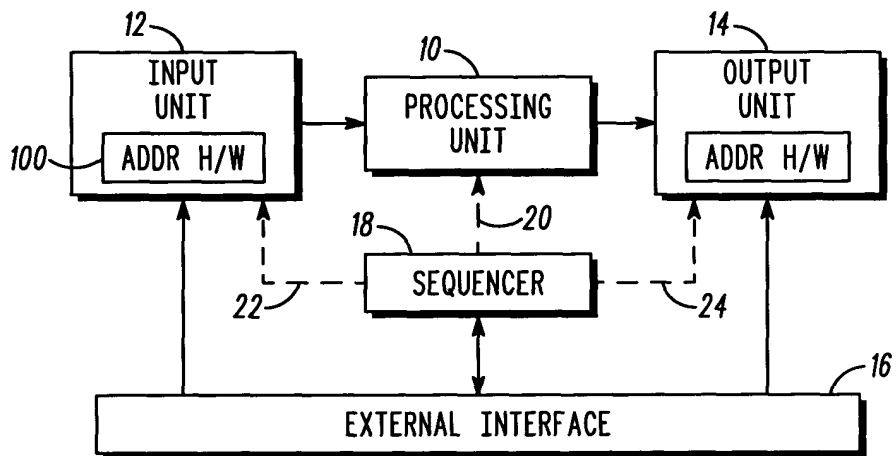 12
10
14
INPUT
UNIT
PROCESSING
UNIT
OUTPUT
UNIT
100
ADDR H/W
ADDR H/W
20
18
22
SEQUENCER
24
16
EXTERNAL INTERFACE